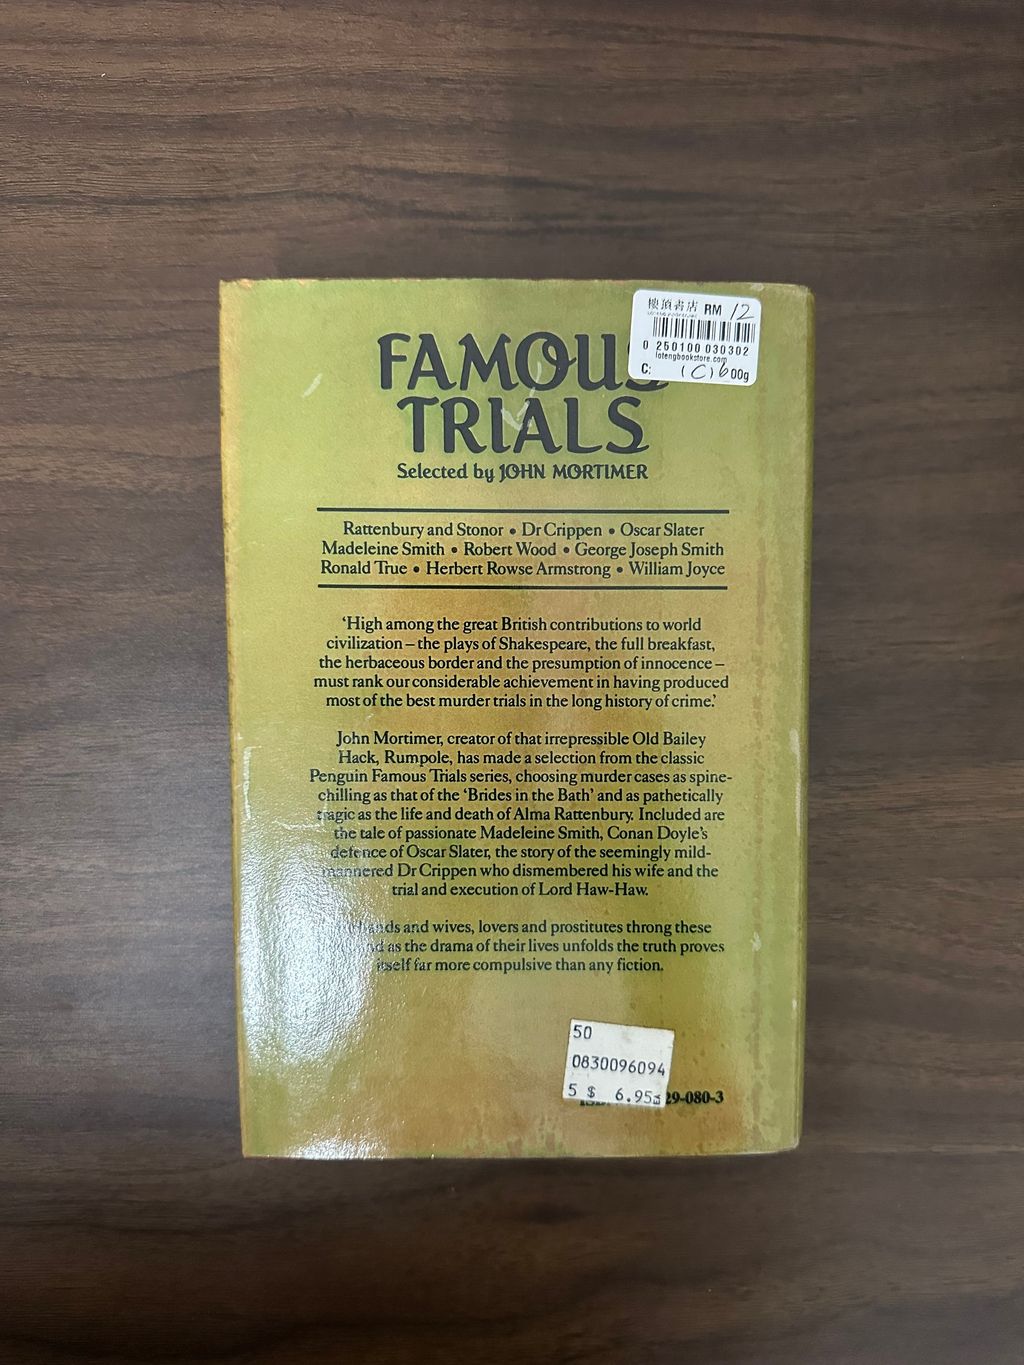 樓頂書店 RM 12
0 250100 030302
lotengbookstore.com
C: (C) 600g
FAMOUS
TRIALS
Selected by JOHN MORTIMER
Rattenbury and Stonor • Dr Crippen • Oscar Slater
Madeleine Smith • Robert Wood • George Joseph Smith
Ronald True • Herbert Rowse Armstrong • William Joyce
‘High among the great British contributions to world
civilization – the plays of Shakespeare, the full breakfast,
the herbaceous border and the presumption of innocence –
must rank our considerable achievement in having produced
most of the best murder trials in the long history of crime.’
John Mortimer, creator of that irrepressible Old Bailey
Hack, Rumpole, has made a selection from the classic
Penguin Famous Trials series, choosing murder cases as spine-
chilling as that of the ‘Brides in the Bath’ and as pathetically
tragic as the life and death of Alma Rattenbury. Included are
the tale of passionate Madeleine Smith, Conan Doyle’s
defence of Oscar Slater, the story of the seemingly mild-
mannered Dr Crippen who dismembered his wife and the
trial and execution of Lord Haw-Haw.
and wives, lovers and prostitutes throng these
and as the drama of their lives unfolds the truth proves
itself far more compulsive than any fiction.
50
0830096094
5 $ 6.95
29-080-3